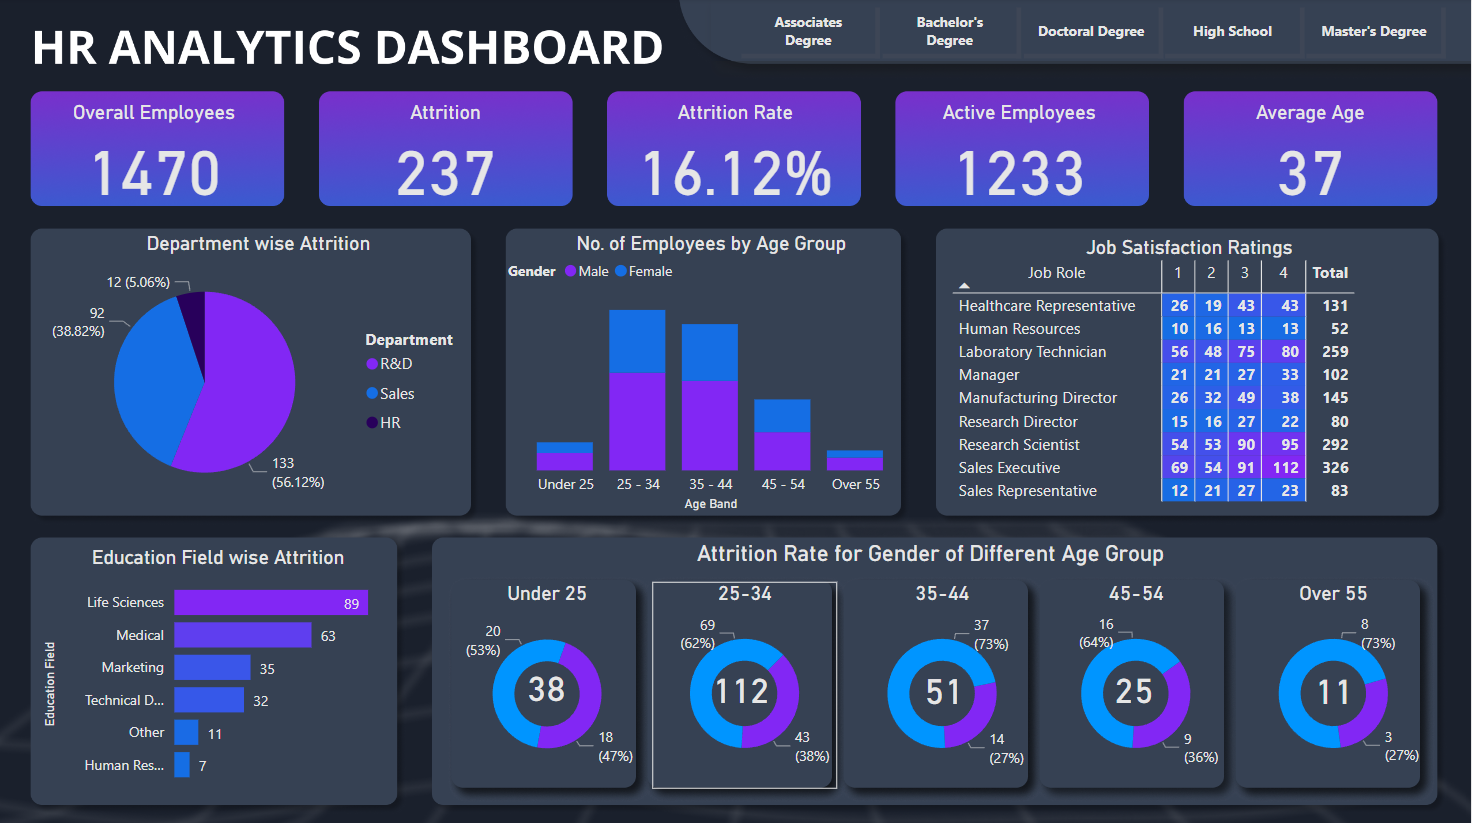 HR ANALYTICS DASHBOARD
Associates
Degree
Bachelor's
Degree
Doctoral Degree
High School
Master's Degree
Overall Employees
1470
Attrition
237
Attrition Rate
16.12%
Active Employees
1233
Average Age
37
Department wise Attrition
12 (5.06%)
92
(38.82%)
133
(56.12%)
Department
R&D
Sales
HR
No. of Employees by Age Group
Gender Male Female
Under 25 25 - 34 35 - 44 45 - 54 Over 55
Age Band
Job Satisfaction Ratings
Job Role 1 2 3 4 Total
Healthcare Representative 26 19 43 43 131
Human Resources 10 16 13 13 52
Laboratory Technician 56 48 75 80 259
Manager 21 21 27 33 102
Manufacturing Director 26 32 49 38 145
Research Director 15 16 27 22 80
Research Scientist 54 53 90 95 292
Sales Executive 69 54 91 112 326
Sales Representative 12 21 27 23 83
Education Field wise Attrition
Education Field
Life Sciences 89
Medical 63
Marketing 35
Technical D... 32
Other 11
Human Res... 7
Attrition Rate for Gender of Different Age Group
Under 25
20
(53%)
38
18
(47%)
25-34
69
(62%)
112
43
(38%)
35-44
37
(73%)
51
14
(27%)
45-54
16
(64%)
25
9
(36%)
Over 55
8
(73%)
11
3
(27%)